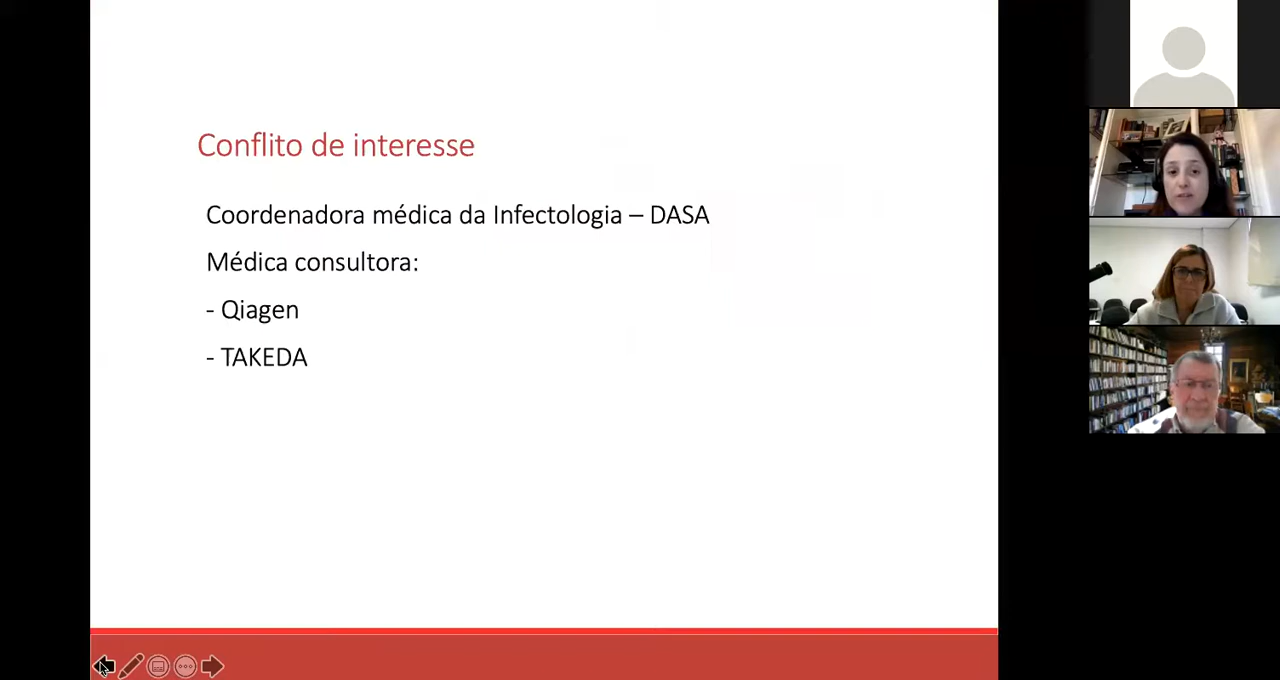 Conflito de interesse
Coordenadora médica da Infectologia – DASA
Médica consultora:
- Qiagen
- TAKEDA